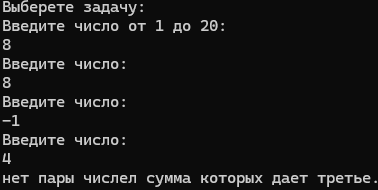 Выберете задачу:
Введите число от 1 до 20:
8
Введите число:
8
Введите число:
-1
Введите число:
4
нет пары числел сумма которых дает третье.